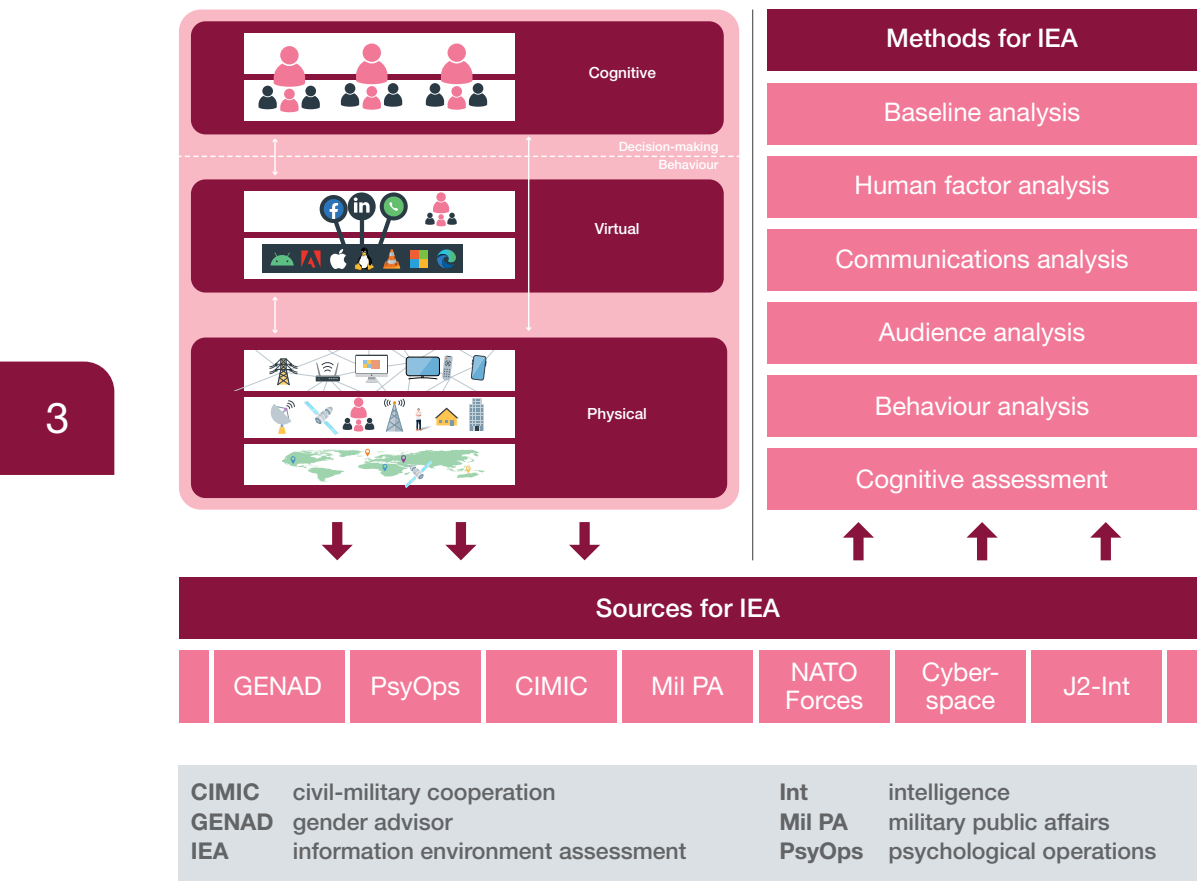 Cognitive
Decision-making
Behaviour
Virtual
Physical
Methods for IEA
Baseline analysis
Human factor analysis
Communications analysis
Audience analysis
Behaviour analysis
Cognitive assessment
3
Sources for IEA
GENAD
PsyOps
CIMIC
Mil PA
NATO
Forces
Cyber-
space
J2-Int
CIMIC civil-military cooperation
GENAD gender advisor
IEA information environment assessment
Int intelligence
Mil PA military public affairs
PsyOps psychological operations